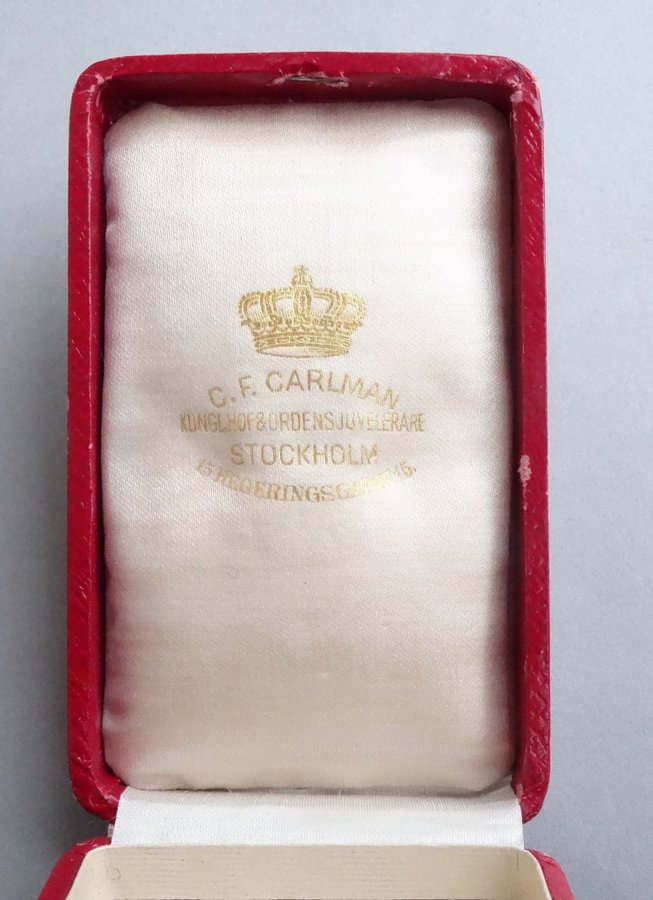 C. F. CARLMAN
KUNGL.HOF&ORDENSJUVELERARE
STOCKHOLM
15 REGERINGSGATAN 15.